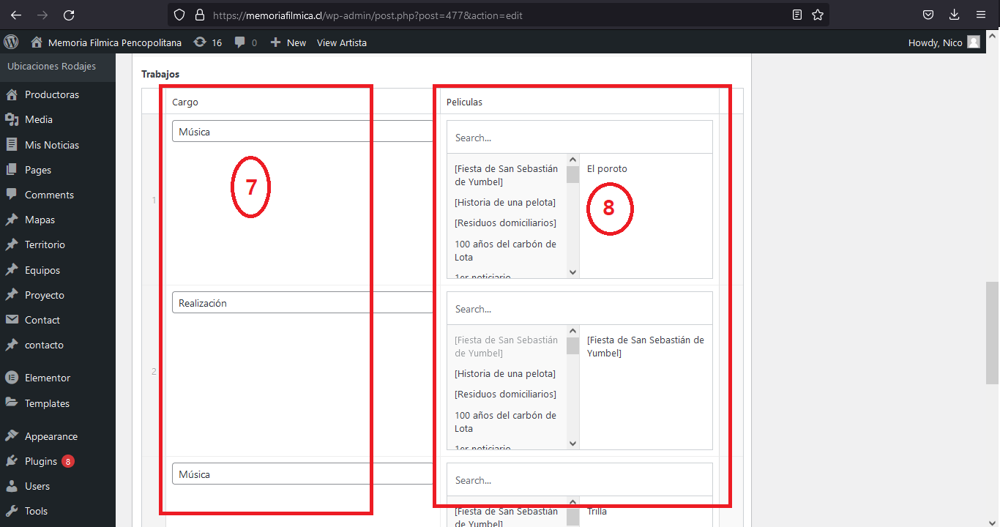 https://memoriafilmica.cl/wp-admin/post.php?post=477&action=edit
Memoria Filmica Pencopolitana 16 0 New View Artista Howdy, Nico
Ubicaciones Rodajes
Productoras
Media
Mis Noticias
Pages
Comments
Mapas
Territorio
Equipos
Proyecto
Contact
contacto
Elementor
Templates
Appearance
Plugins 8
Users
Tools
Trabajos
Cargo Peliculas
1
Música
7
Search...
[Fiesta de San Sebastián
de Yumbel]
[Historia de una pelota]
[Residuos domiciliarios]
100 años del carbón de
Lota
1er noticiario
El poroto
8
2
Realización
Search...
[Fiesta de San Sebastián
de Yumbel]
[Historia de una pelota]
[Residuos domiciliarios]
100 años del carbón de
Lota
1er noticiario
[Fiesta de San Sebastián de
Yumbel]
Música
Search...
[Fiesta de San Sebastián
de Yumbel]
Trilla